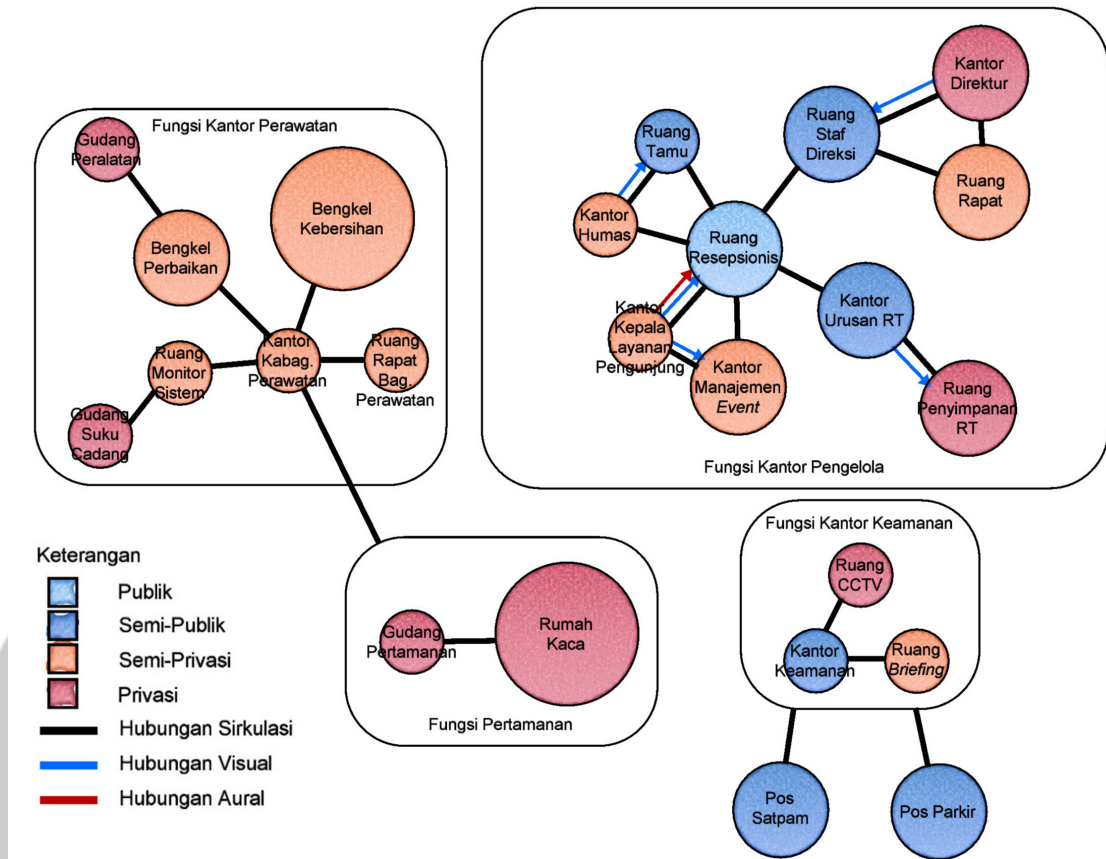 Fungsi Kantor Perawatan
Gudang
Peralatan
Bengkel
Kebersihan
Bengkel
Perbaikan
Kantor
Kabag.
Perawatan
Ruang
Rapat
Bag.
Perawatan
Ruang
Monitor
Sistem
Gudang
Suku
Cadang
Kantor
Direktur
Ruang
Staf
Direksi
Ruang
Tamu
Ruang
Rapat
Kantor
Humas
Ruang
Resepsionis
Kantor
Urusan RT
Kantor
Kepala
Layanan
Pengunjung
Kantor
Manajemen
Event
Ruang
Penyimpanan
RT
Fungsi Kantor Pengelola
Fungsi Kantor Keamanan
Ruang
CCTV
Kantor
Keamanan
Ruang
Briefing
Pos
Satpam
Pos Parkir
Gudang
Pertamanan
Rumah
Kaca
Fungsi Pertamanan
Keterangan
Publik
Semi-Publik
Semi-Privasi
Privasi
Hubungan Sirkulasi
Hubungan Visual
Hubungan Aural